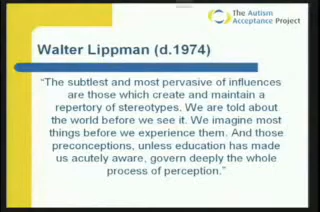 The Autism
Acceptance Project
Walter Lippman (d.1974)
“The subtlest and most pervasive of influences
are those which create and maintain a
repertory of stereotypes. We are told about
the world before we see it. We imagine most
things before we experience them. And those
preconceptions, unless education has made
us acutely aware, govern deeply the whole
process of perception.”